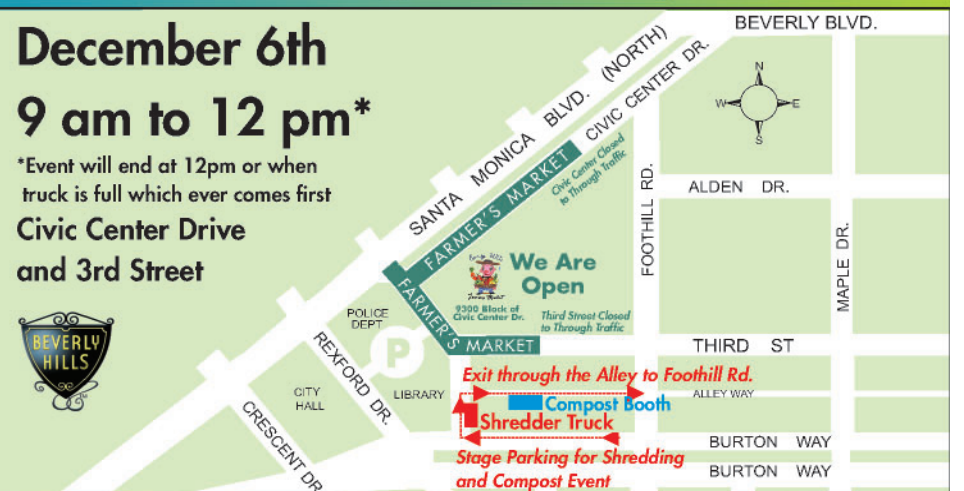 December 6th
9 am to 12 pm*
*Event will end at 12pm or when
truck is full which ever comes first
Civic Center Drive
and 3rd Street
BEVERLY
HILLS
BEVERLY BLVD.
SANTA MONICA BLVD. (NORTH)
CIVIC CENTER DR.
N
W E
S
FARMER'S MARKET
Civic Center Closed
to Through Traffic
FOOTHILL RD.
ALDEN DR.
MAPLE DR.
We Are
Open
9300 Block of
Civic Center Dr.
Third Street Closed
to Through Traffic
FARMER'S MARKET
POLICE
DEPT
P
REXFORD DR.
CITY
HALL
LIBRARY
CRESCENT DR.
THIRD ST
Exit through the Alley to Foothill Rd.
ALLEY WAY
Compost Booth
Shredder Truck
BURTON WAY
Stage Parking for Shredding
and Compost Event
BURTON WAY